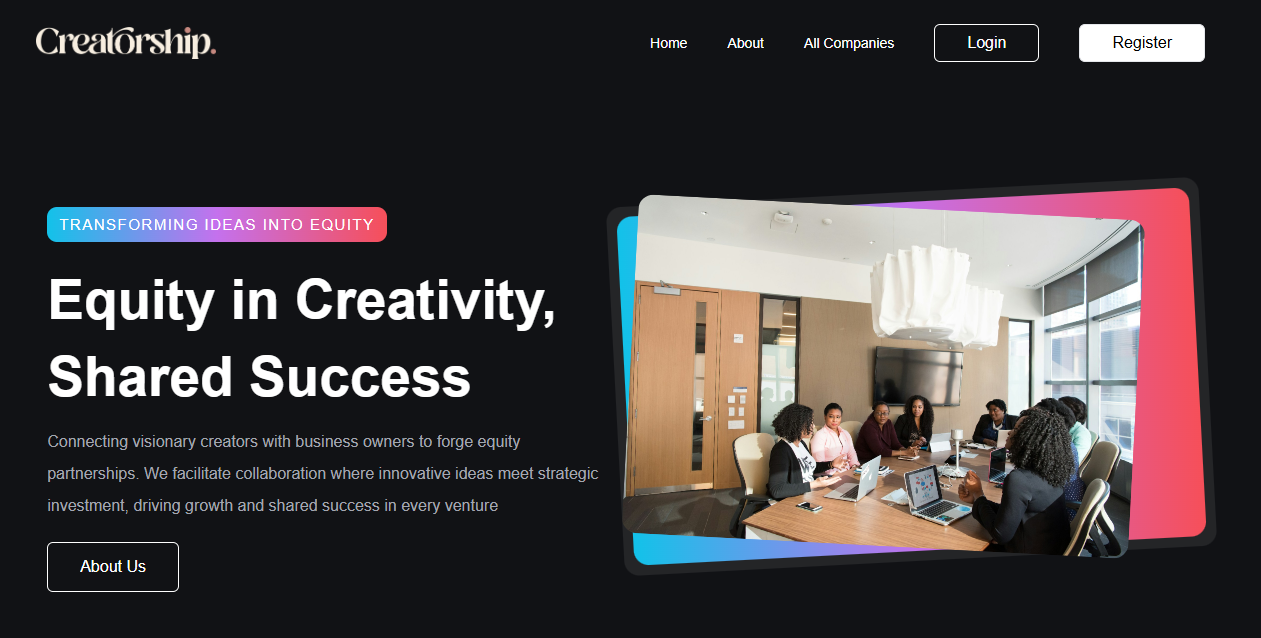 Creatorship.
Home
About
All Companies
Login
Register
TRANSFORMING IDEAS INTO EQUITY
Equity in Creativity,
Shared Success
Connecting visionary creators with business owners to forge equity
partnerships. We facilitate collaboration where innovative ideas meet strategic
investment, driving growth and shared success in every venture
About Us